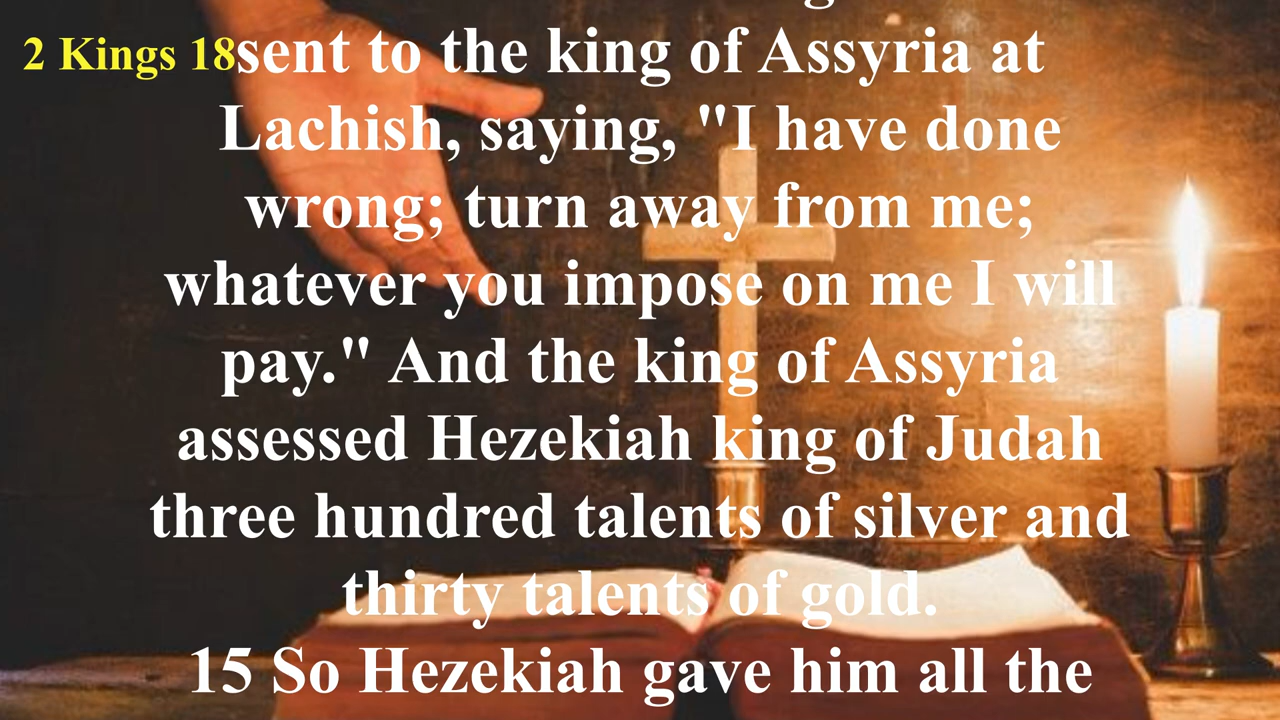 2 Kings 18
sent to the king of Assyria at
Lachish, saying, "I have done
wrong; turn away from me;
whatever you impose on me I will
pay." And the king of Assyria
assessed Hezekiah king of Judah
three hundred talents of silver and
thirty talents of gold.
15 So Hezekiah gave him all the